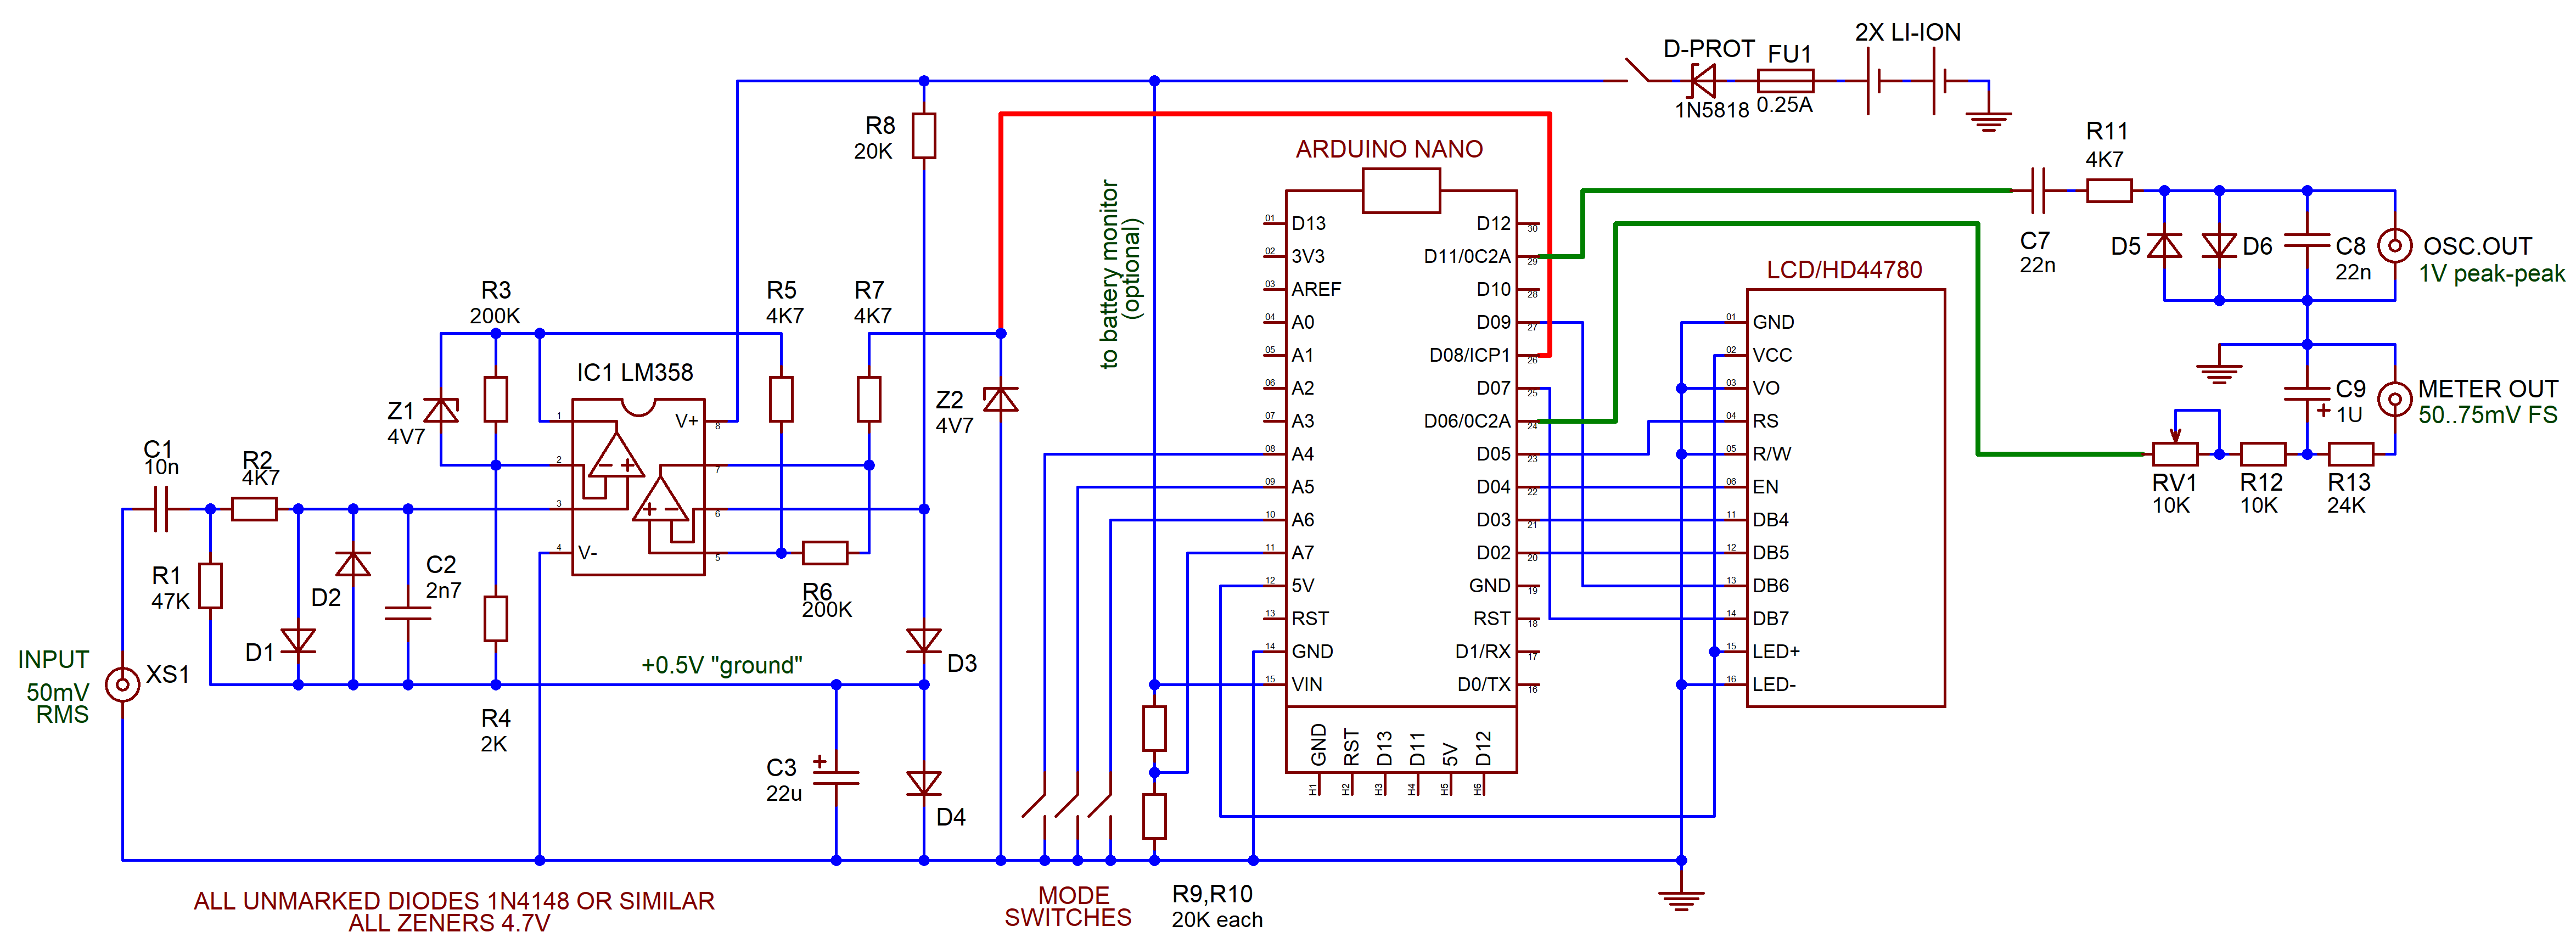 D-PROT
FU1
2X LI-ION
1N5818
0.25A
R8
20K
R11
4K7
ARDUINO NANO
to battery monitor
(optional)
C7
22n
D5
D6
C8
22n
OSC.OUT
1V peak-peak
LCD/HD44780
R3
200K
R5
4K7
R7
4K7
IC1 LM358
Z1
4V7
Z2
4V7
1
2
3
4
V+
V-
8
7
6
5
C1
10n
R2
4K7
R1
47K
D1
D2
C2
2n7
R4
2K
R6
200K
INPUT
50mV
RMS
XS1
+0.5V "ground"
D3
C3
22u
D4
01 D13
02 3V3
03 AREF
04 A0
05 A1
06 A2
07 A3
08 A4
09 A5
10 A6
11 A7
12 5V
13 RST
14 GND
15 VIN
D12 30
D11/0C2A 29
D10 28
D09 27
D08/ICP1 26
D07 25
D06/0C2A 24
D05 23
D04 22
D03 21
D02 20
GND 19
RST 18
D1/RX 17
D0/TX 16
GND RST D13 D11 5V D12
H1 H2 H3 H4 H5 H6
01 GND
02 VCC
03 VO
04 RS
05 R/W
06 EN
11 DB4
12 DB5
13 DB6
14 DB7
15 LED+
16 LED-
C9
1U
METER OUT
50..75mV FS
RV1
10K
R12
10K
R13
24K
ALL UNMARKED DIODES 1N4148 OR SIMILAR
ALL ZENERS 4.7V
MODE
SWITCHES
R9,R10
20K each